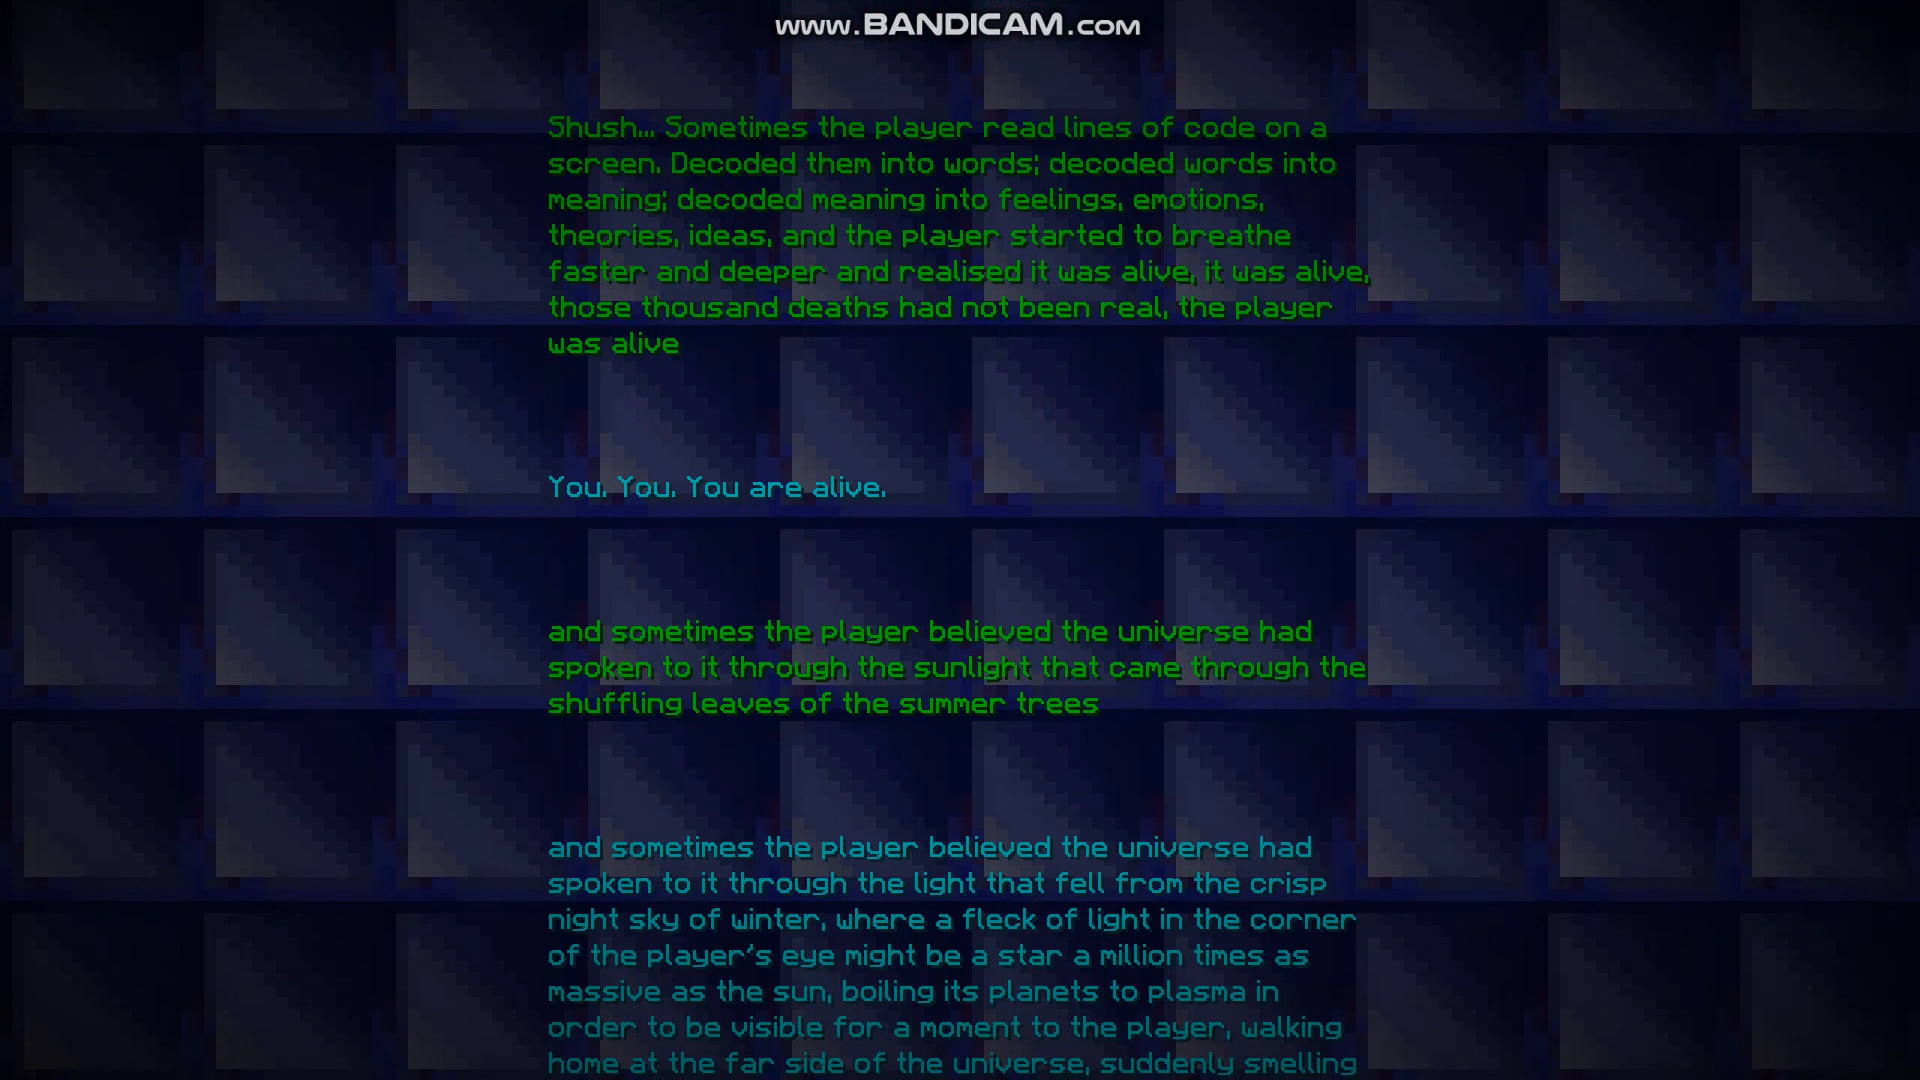 www.BANDICAM.com
Shush... Sometimes the player read lines of code on a
screen. Decoded them into words; decoded words into
meaning; decoded meaning into feelings, emotions,
theories, ideas, and the player started to breathe
faster and deeper and realised it was alive, it was alive,
those thousand deaths had not been real, the player
was alive
You. You. You are alive.
and sometimes the player believed the universe had
spoken to it through the sunlight that came through the
shuffling leaves of the summer trees
and sometimes the player believed the universe had
spoken to it through the light that fell from the crisp
night sky of winter, where a fleck of light in the corner
of the player's eye might be a star a million times as
massive as the sun, boiling its planets to plasma in
order to be visible for a moment to the player, walking
home at the far side of the universe, suddenly smelling